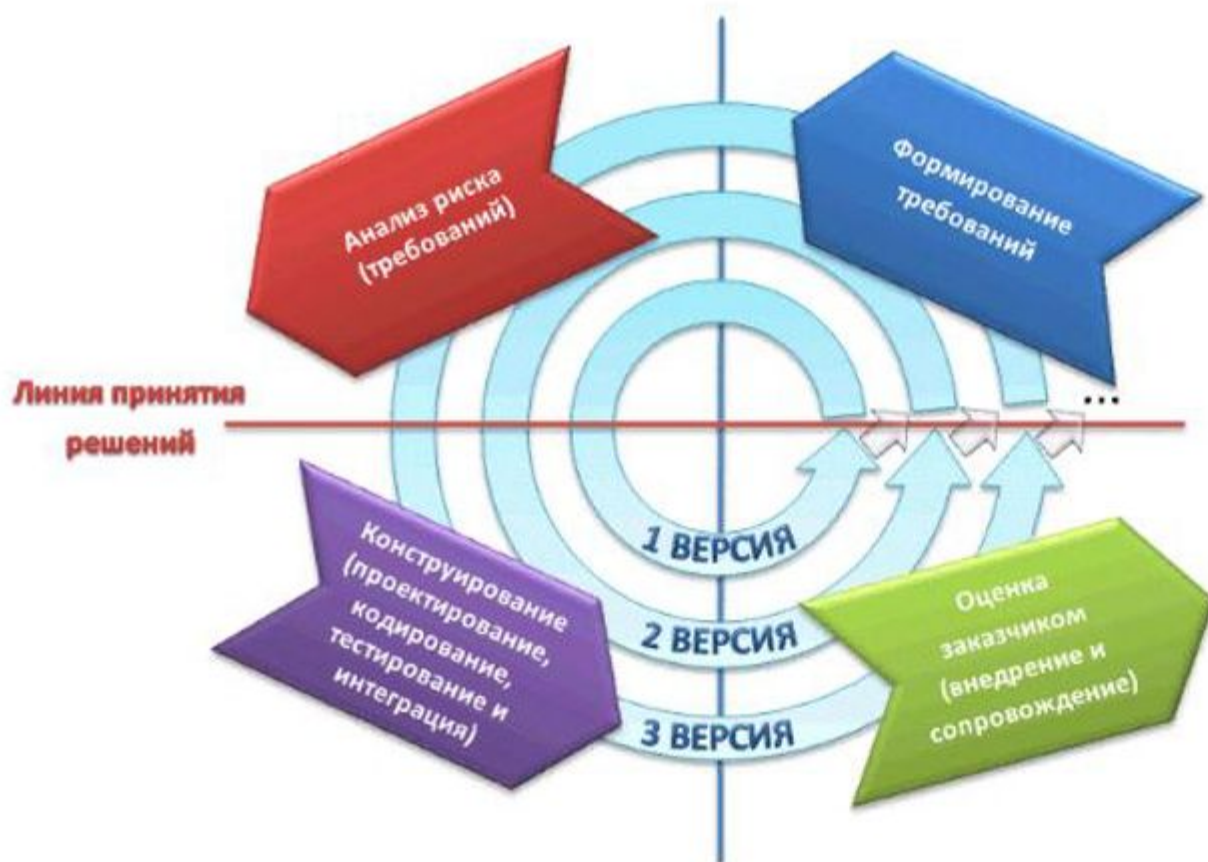 Анализ риска
(требований)
Формирование
требований
Линия принятия
решений
...
Конструирование
(проектирование,
кодирование,
тестирование и
интеграция)
Оценка
заказчиком
(внедрение и
сопровождение)
1 ВЕРСИЯ
2 ВЕРСИЯ
3 ВЕРСИЯ